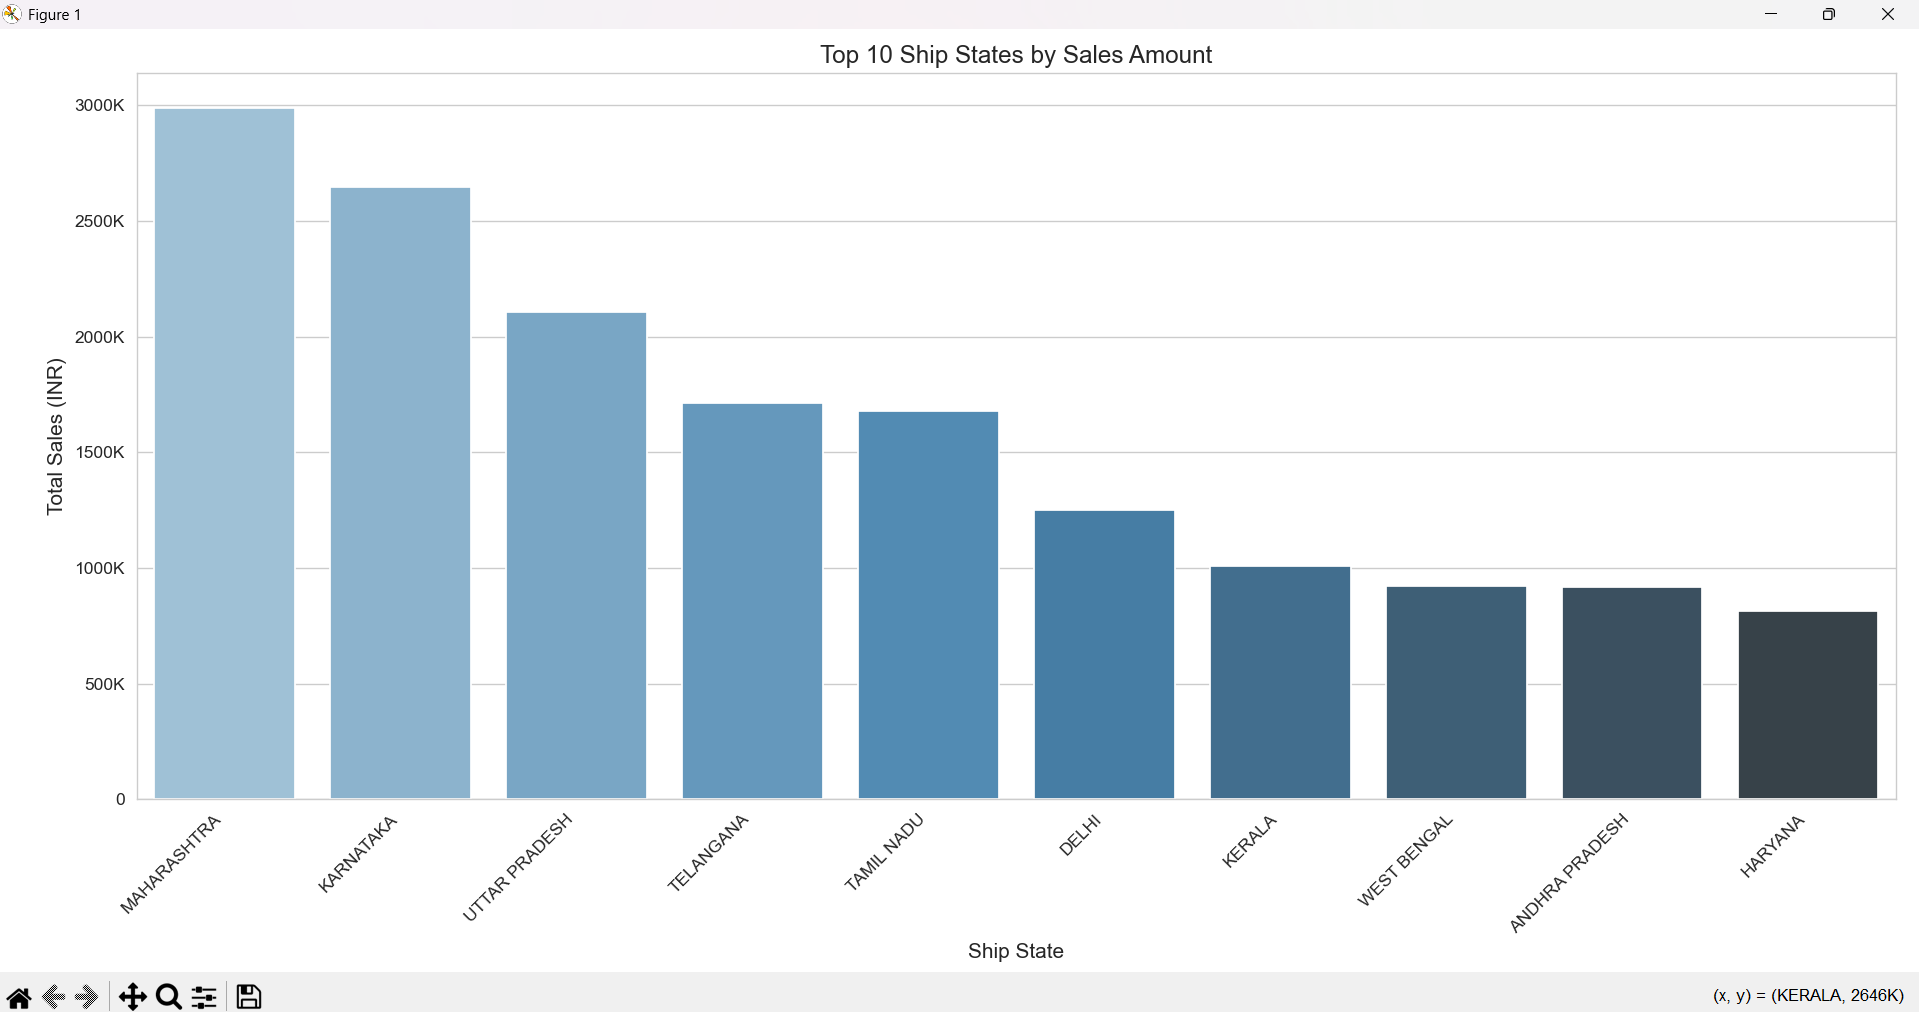 Figure 1
Top 10 Ship States by Sales Amount
3000K
2500K
2000K
1500K
1000K
500K
0
Total Sales (INR)
MAHARASHTRA
KARNATAKA
UTTAR PRADESH
TELANGANA
TAMIL NADU
DELHI
KERALA
WEST BENGAL
ANDHRA PRADESH
HARYANA
Ship State
(x, y) = (KERALA, 2646K)